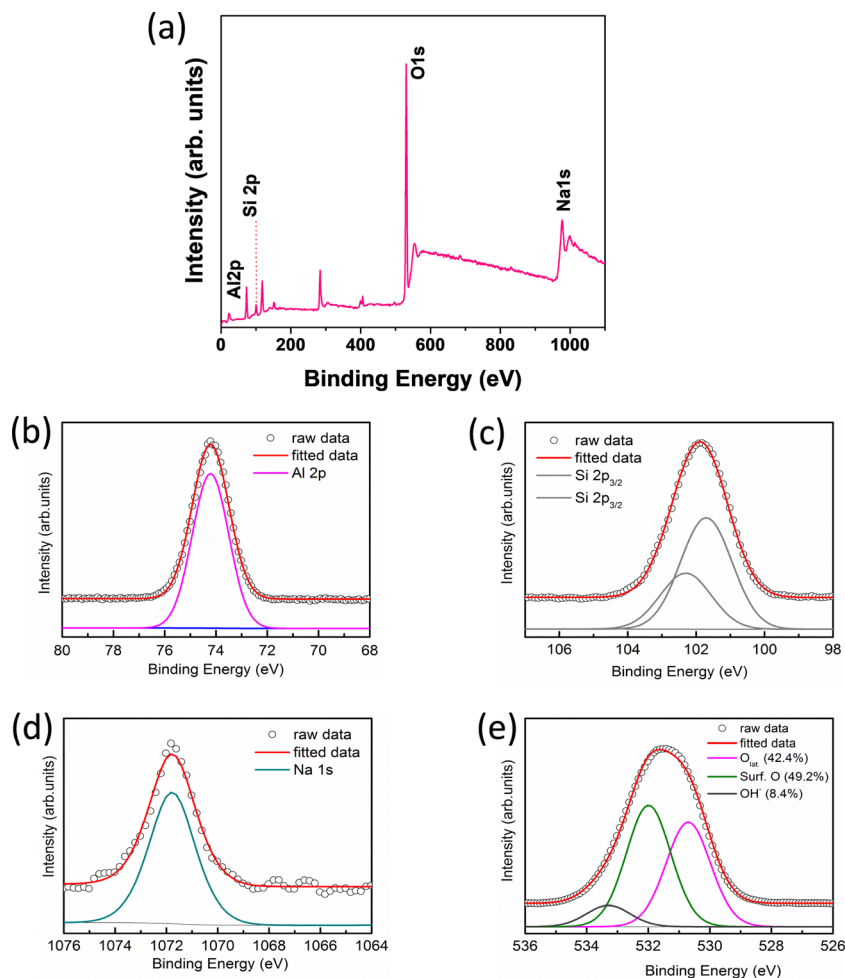 (a)
Intensity (arb. units)
Al2p
Si 2p
O1s
Na1s
0 200 400 600 800 1000
Binding Energy (eV)
(b)
raw data
fitted data
Al 2p
Intensity (arb.units)
80 78 76 74 72 70 68
Binding Energy (eV)
(c)
raw data
fitted data
Si 2p3/2
Si 2p3/2
Intensity (arb.units)
106 104 102 100 98
Binding Energy (eV)
(d)
raw data
fitted data
Na 1s
Intensity (arb.units)
1076 1074 1072 1070 1068 1066 1064
Binding Energy (eV)
(e)
raw data
fitted data
Olat. (42.4%)
Surf. O (49.2%)
OH- (8.4%)
Intensity (arb.units)
536 534 532 530 528 526
Binding Energy (eV)